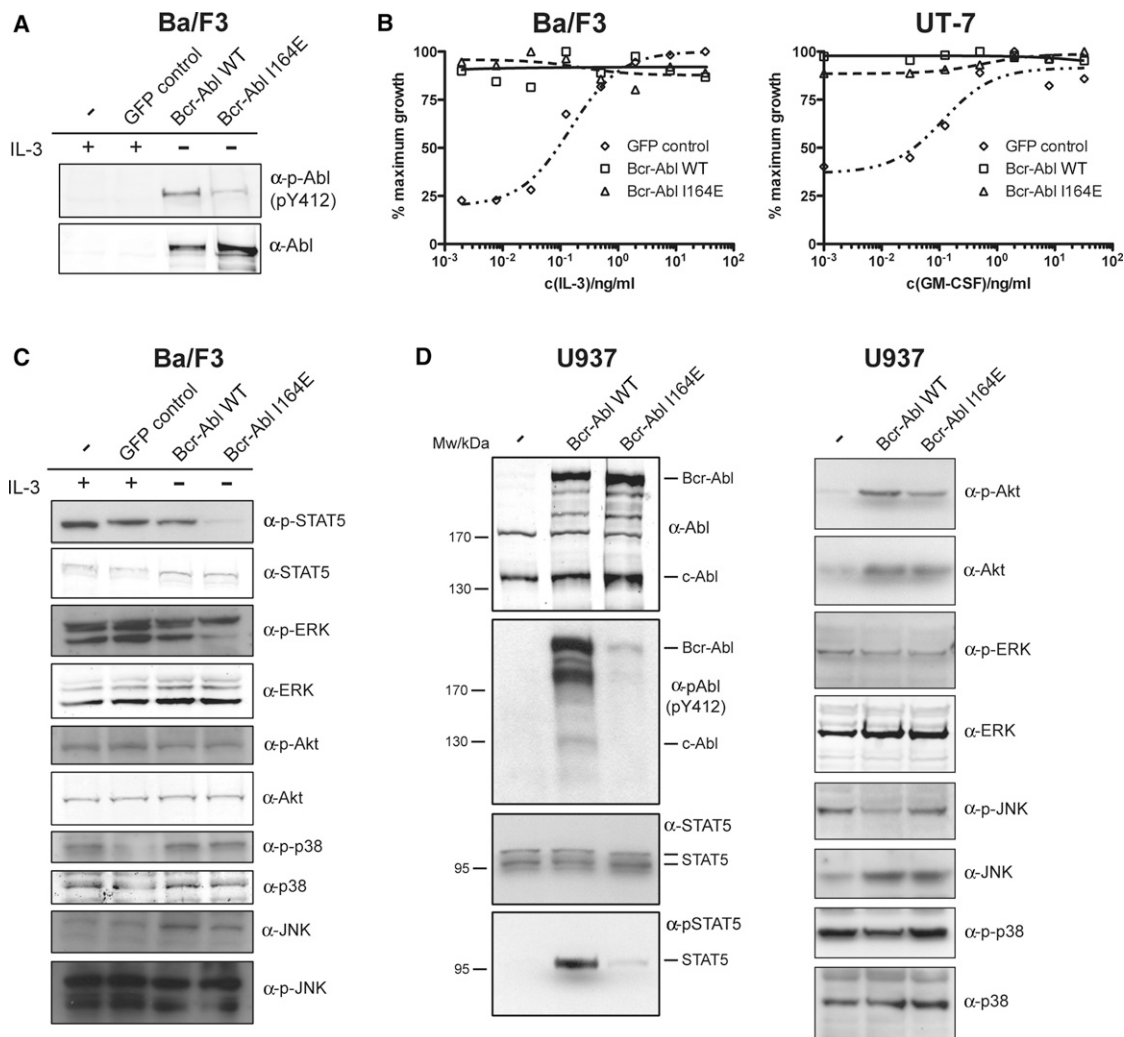 A
Ba/F3
-
GFP control
Bcr-Abl WT
Bcr-Abl I164E
IL-3 + + - -
α-p-Abl
(pY412)
α-Abl
B
Ba/F3
% maximum growth
100
75
50
25
0
GFP control
Bcr-Abl WT
Bcr-Abl I164E
10⁻³ 10⁻² 10⁻¹ 10⁰ 10¹ 10²
c(IL-3)/ng/ml
UT-7
% maximum growth
100
75
50
25
0
GFP control
Bcr-Abl WT
Bcr-Abl I164E
10⁻³ 10⁻² 10⁻¹ 10⁰ 10¹ 10²
c(GM-CSF)/ng/ml
C
Ba/F3
-
GFP control
Bcr-Abl WT
Bcr-Abl I164E
IL-3 + + - -
α-p-STAT5
α-STAT5
α-p-ERK
α-ERK
α-p-Akt
α-Akt
α-p-p38
α-p38
α-JNK
α-p-JNK
D
U937
-
Bcr-Abl WT
Bcr-Abl I164E
Mw/kDa
Bcr-Abl
α-Abl
170
c-Abl
130
Bcr-Abl
α-pAbl
(pY412)
170
c-Abl
130
α-STAT5
STAT5
95
α-pSTAT5
STAT5
95
U937
-
Bcr-Abl WT
Bcr-Abl I164E
α-p-Akt
α-Akt
α-p-ERK
α-ERK
α-p-JNK
α-JNK
α-p-p38
α-p38